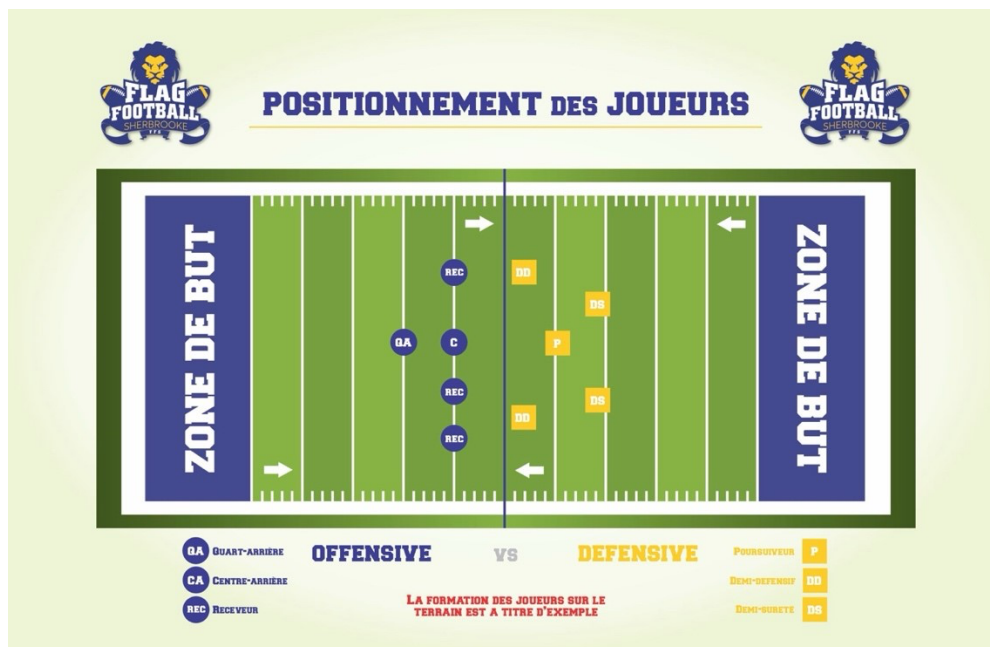 FLAG
FOOTBALL
SHERBROOKE
POSITIONNEMENT DES JOUEURS
FLAG
FOOTBALL
SHERBROOKE
ZONE DE BUT
REC
DD
DS
QA
C
P
REC
DS
DD
REC
ZONE DE BUT
QA QUART-ARRIÈRE
CA CENTRE-ARRIÈRE
REC RECEVEUR
OFFENSIVE VS DEFENSIVE
POURSUIVEUR P
DEMI-DEFENSIF DD
DEMI-SURETÉ DS
LA FORMATION DES JOUEURS SUR LE
TERRAIN EST A TITRE D'EXEMPLE